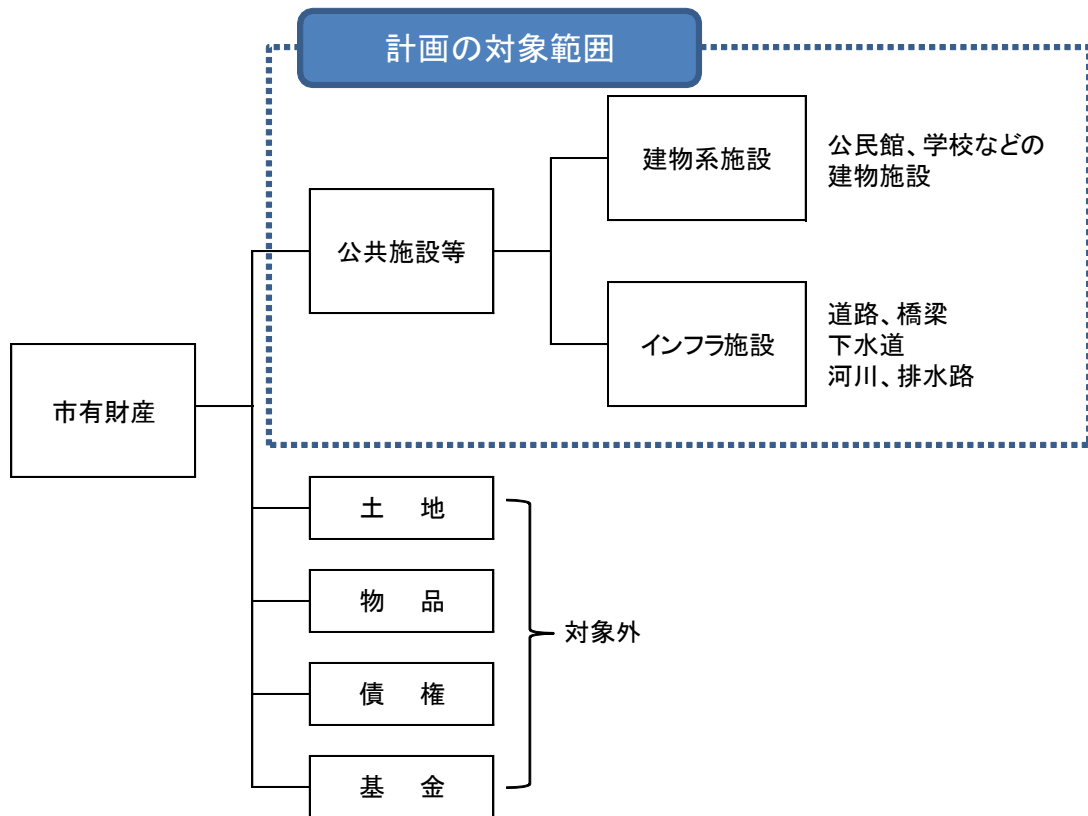 計画の対象範囲
建物系施設
公民館、学校などの
建物施設
公共施設等
インフラ施設
道路、橋梁
下水道
河川、排水路
市有財産
土 地
物 品
債 権
基 金
対象外